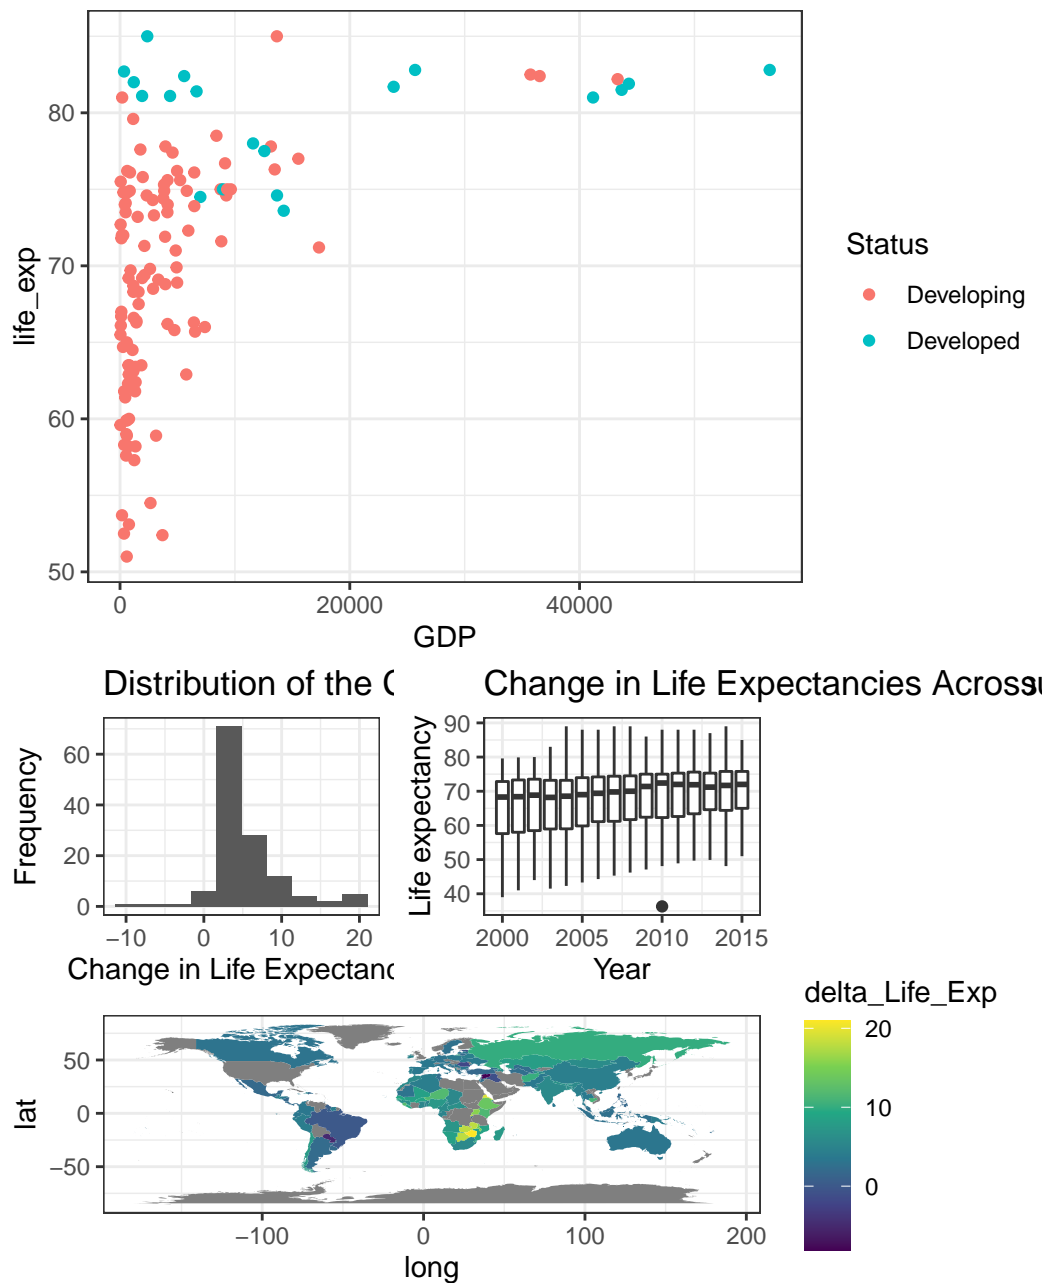 80
70
60
50
life_exp
0
20000
40000
GDP
Status
Developing
Developed
Distribution of the
Change in Life Expectancies Across
60
40
20
0
Frequency
−10
0
10
20
Change in Life Expectanc
90
80
70
60
50
40
Life expectancy
2000
2005
2010
2015
Year
50
0
−50
lat
−100
0
100
200
long
delta_Life_Exp
20
10
0